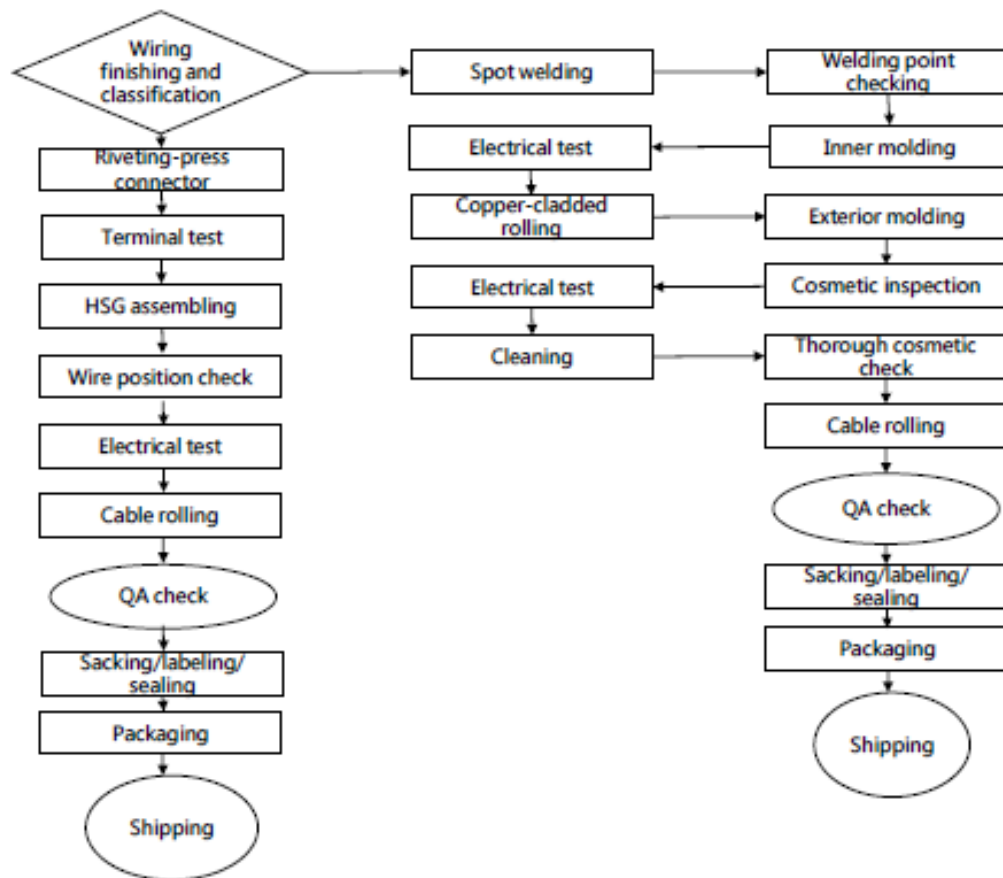 Wiring
finishing and
classification
Riveting-press
connector
Terminal test
HSG assembling
Wire position check
Electrical test
Cable rolling
QA check
Sacking/labeling/
sealing
Packaging
Shipping
Spot welding
Welding point
checking
Inner molding
Electrical test
Copper-cladded
rolling
Exterior molding
Cosmetic inspection
Electrical test
Cleaning
Thorough cosmetic
check
Cable rolling
QA check
Sacking/labeling/
sealing
Packaging
Shipping